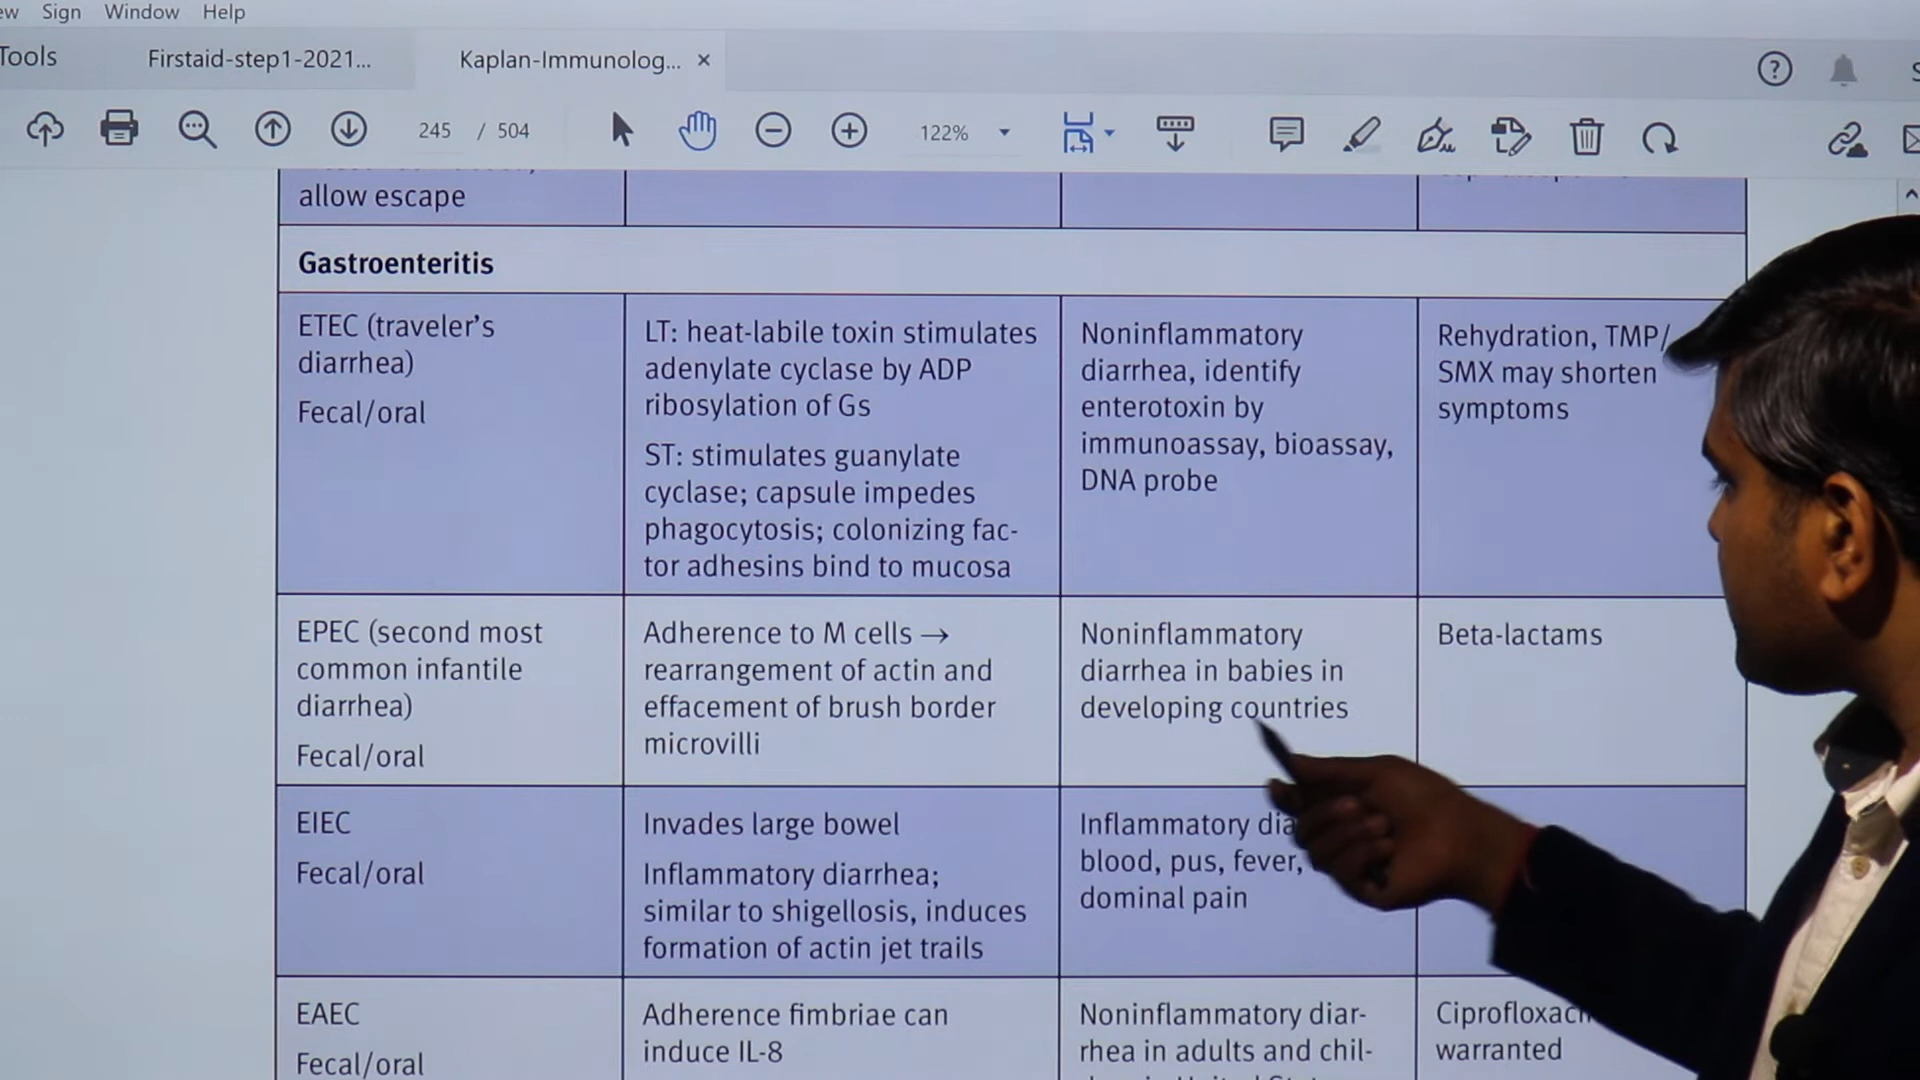 Sign Window Help
Tools
Firstaid-step1-2021...
Kaplan-Immunolog...
245 / 504
122%
allow escape
Gastroenteritis
ETEC (traveler's
diarrhea)
Fecal/oral
LT: heat-labile toxin stimulates
adenylate cyclase by ADP
ribosylation of Gs
ST: stimulates guanylate
cyclase; capsule impedes
phagocytosis; colonizing fac-
tor adhesins bind to mucosa
Noninflammatory
diarrhea, identify
enterotoxin by
immunoassay, bioassay,
DNA probe
Rehydration, TMP/
SMX may shorten
symptoms
EPEC (second most
common infantile
diarrhea)
Fecal/oral
Adherence to M cells →
rearrangement of actin and
effacement of brush border
microvilli
Noninflammatory
diarrhea in babies in
developing countries
Beta-lactams
EIEC
Fecal/oral
Invades large bowel
Inflammatory diarrhea;
similar to shigellosis, induces
formation of actin jet trails
Inflammatory dia
blood, pus, fever,
dominal pain
EAEC
Fecal/oral
Adherence fimbriae can
induce IL-8
Noninflammatory diar-
rhea in adults and chil-
Ciprofloxacin
warranted